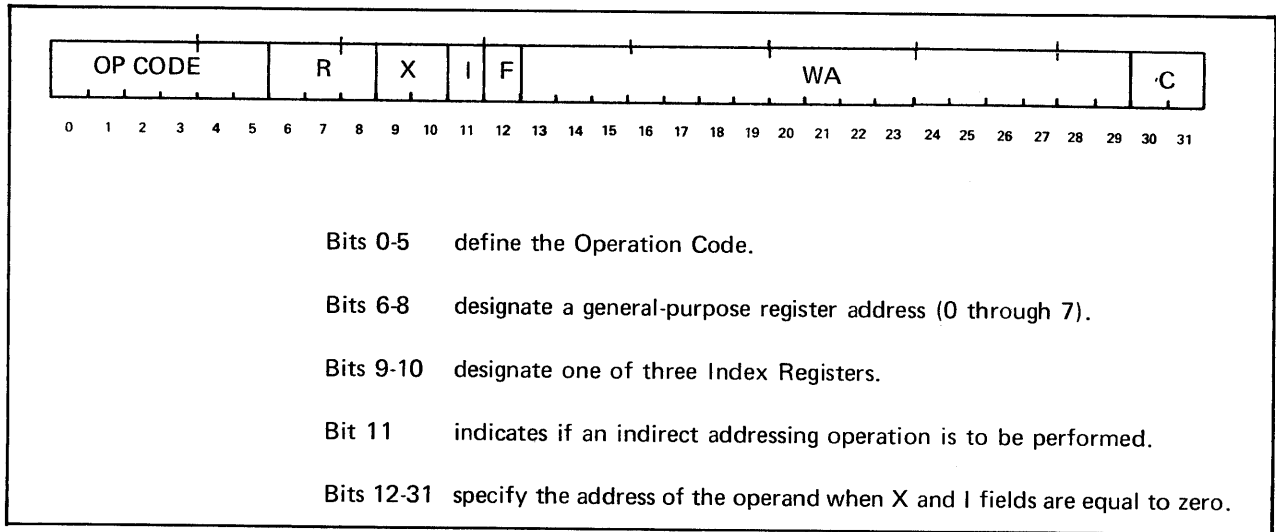 OP CODE R X I F WA C
0 1 2 3 4 5 6 7 8 9 10 11 12 13 14 15 16 17 18 19 20 21 22 23 24 25 26 27 28 29 30 31
Bits 0-5 define the Operation Code.
Bits 6-8 designate a general-purpose register address (0 through 7).
Bits 9-10 designate one of three Index Registers.
Bit 11 indicates if an indirect addressing operation is to be performed.
Bits 12-31 specify the address of the operand when X and I fields are equal to zero.